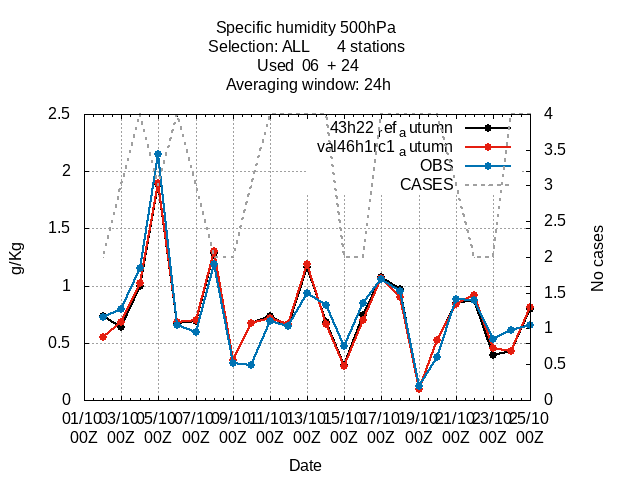 Specific humidity 500hPa
Selection: ALL 4 stations
Used 06 + 24
Averaging window: 24h
43h22_ref_autumn
val46h1rc1_autumn
OBS
CASES
2.5
2
1.5
1
0.5
0
g/Kg
4
3.5
3
2.5
2
1.5
1
0.5
0
No cases
01/10 03/10 05/10 07/10 09/10 11/10 13/10 15/10 17/10 19/10 21/10 23/10 25/10
00Z 00Z 00Z 00Z 00Z 00Z 00Z 00Z 00Z 00Z 00Z 00Z 00Z
Date